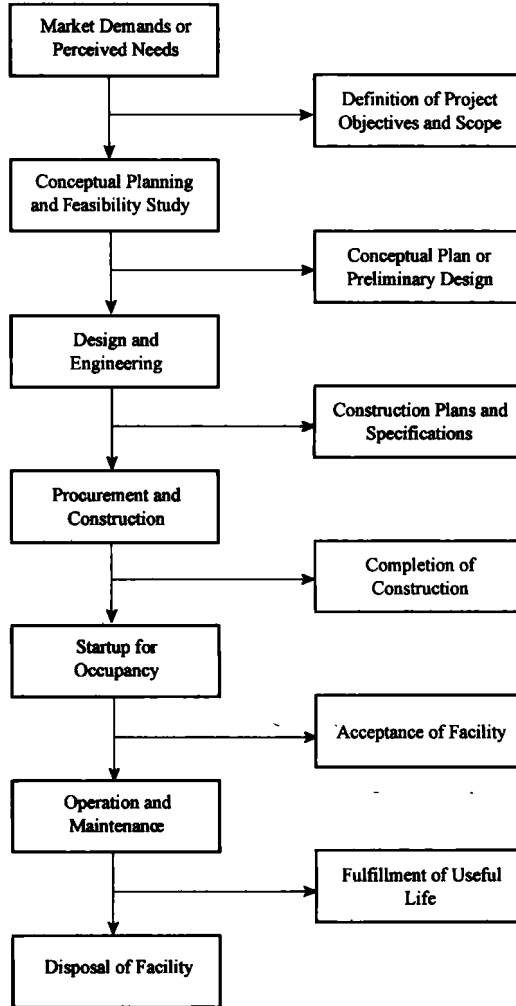 Market Demands or
Perceived Needs
Definition of Project
Objectives and Scope
Conceptual Planning
and Feasibility Study
Conceptual Plan or
Preliminary Design
Design and
Engineering
Construction Plans and
Specifications
Procurement and
Construction
Completion of
Construction
Startup for
Occupancy
Acceptance of Facility
Operation and
Maintenance
Fulfillment of Useful
Life
Disposal of Facility